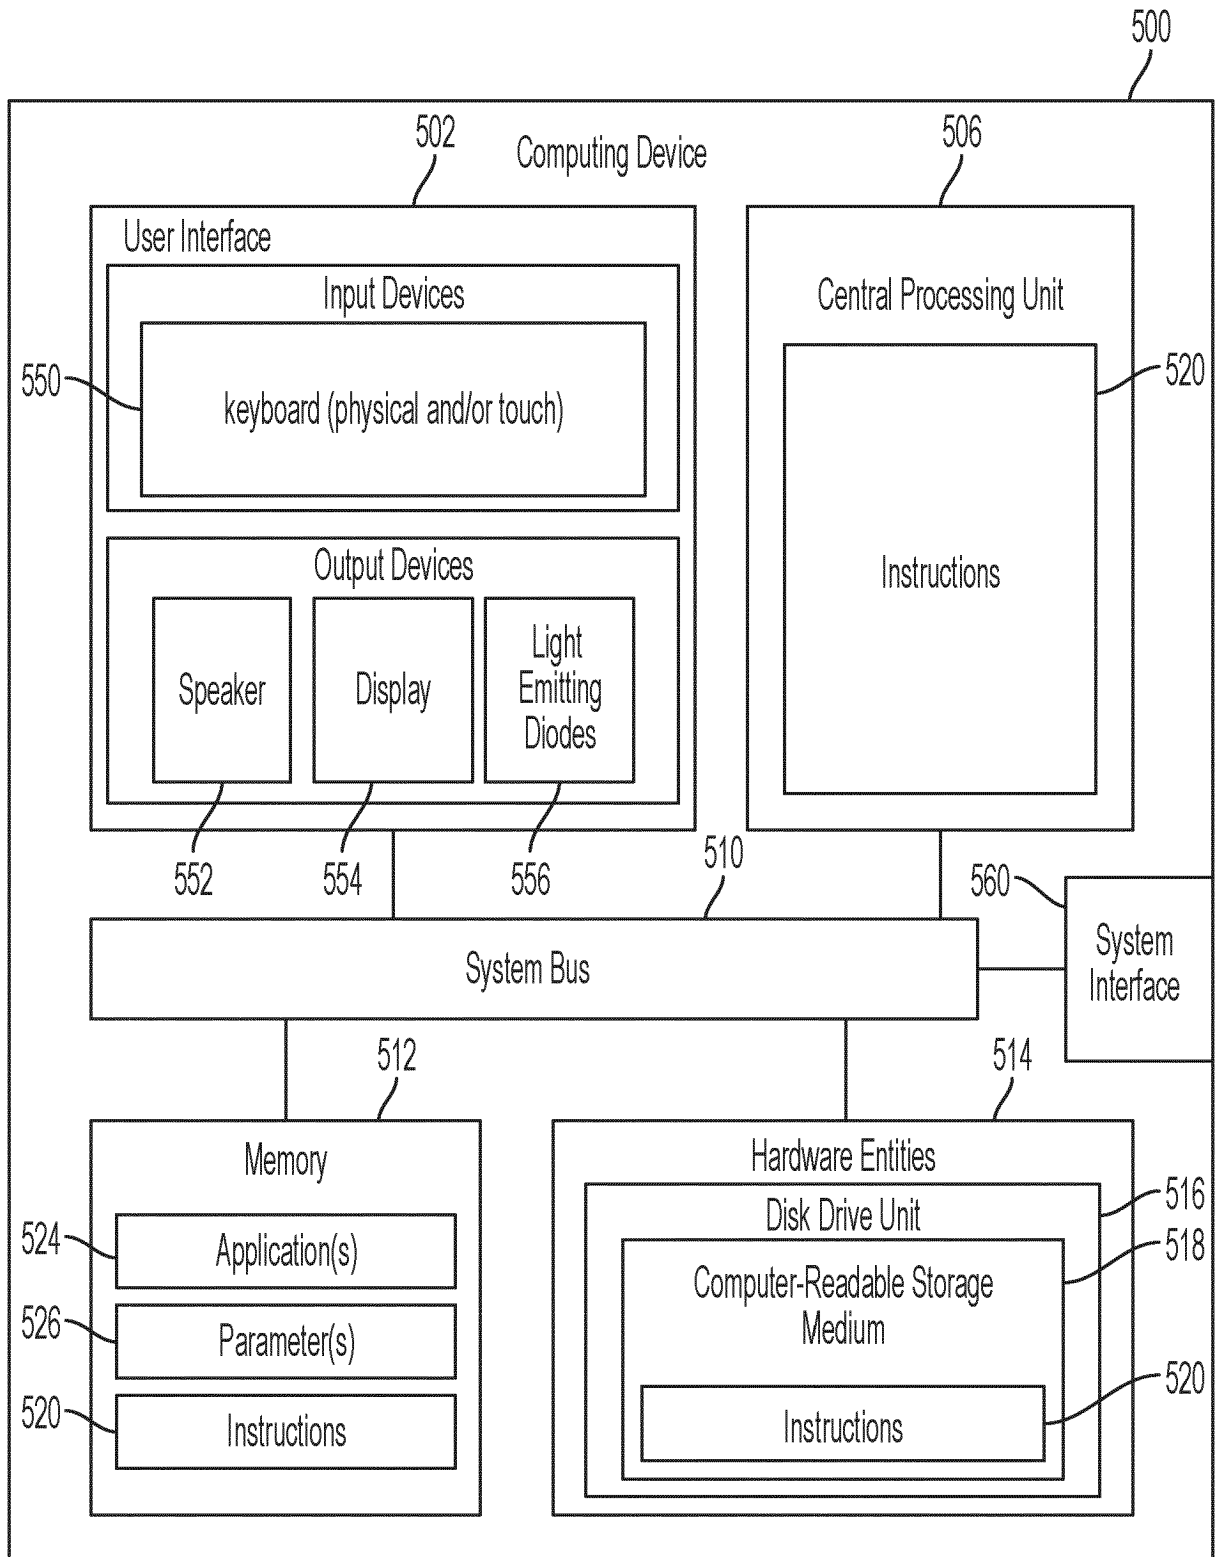 500
502
Computing Device
506
User Interface
Input Devices
550
keyboard (physical and/or touch)
Central Processing Unit
520
Instructions
Output Devices
Speaker
Display
Light
Emitting
Diodes
552
554
556
510
560
System Bus
System
Interface
512
514
Memory
524
Application(s)
526
Parameter(s)
520
Instructions
Hardware Entities
516
Disk Drive Unit
518
Computer-Readable Storage
Medium
520
Instructions